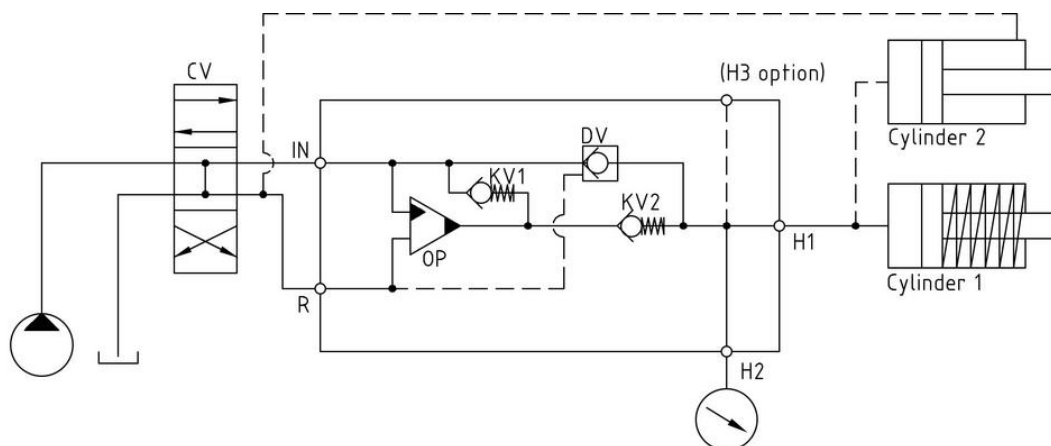 CV
(H3 option)
Cylinder 2
IN
DV
KV1
KV2
OP
H1
Cylinder 1
R
H2